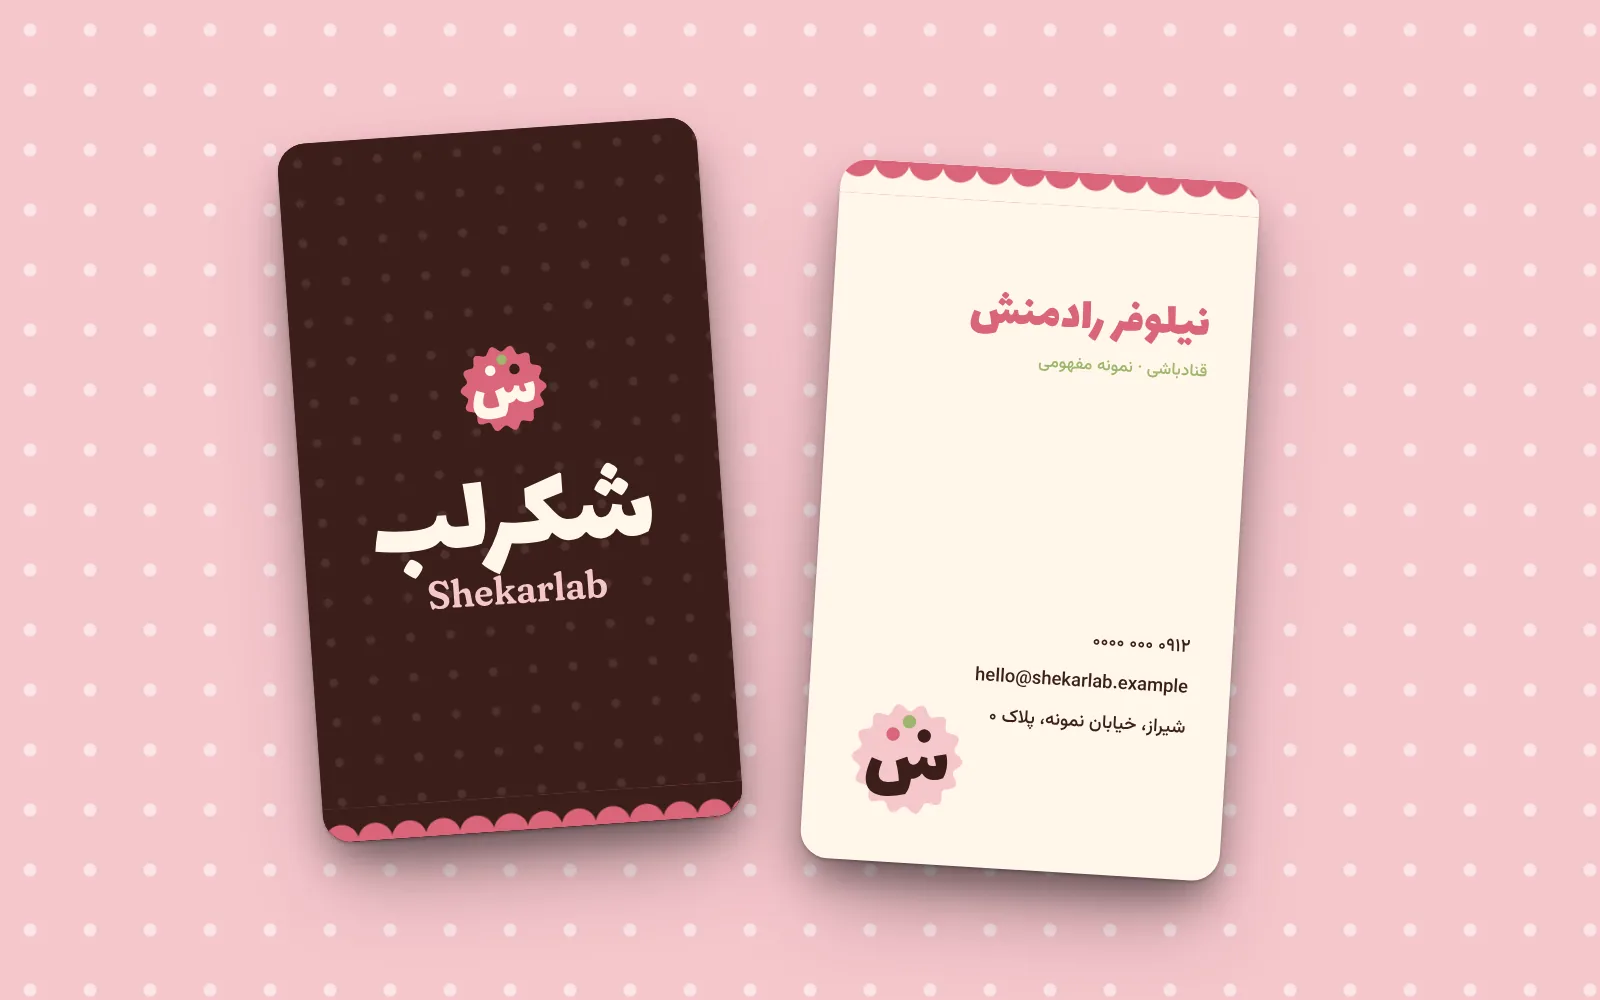 ش
شکرلب
Shekarlab
نیلوفر رادمنش
قنادباشی · نمونه مفهومی
۰۹۱۲ ۰۰۰ ۰۰۰۰
hello@shekarlab.example
شیراز، خیابان نمونه، پلاک ۰
ش